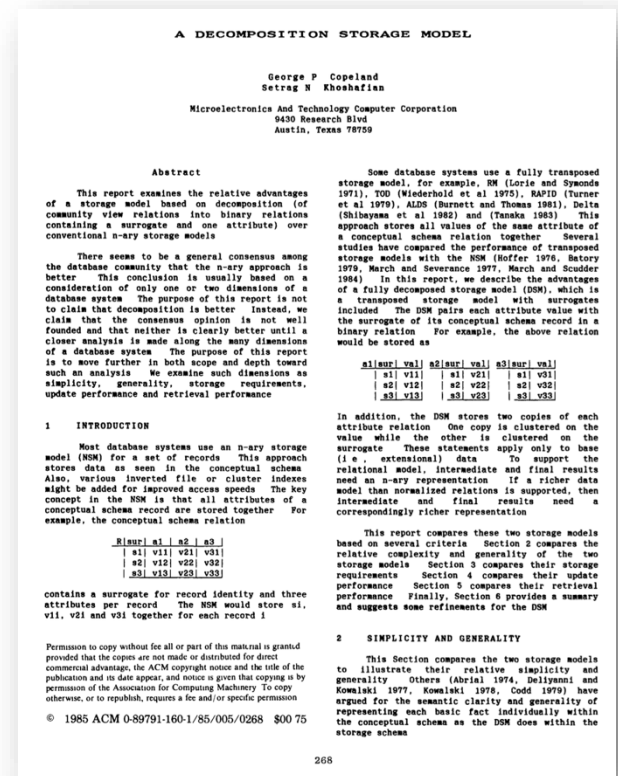 A DECOMPOSITION STORAGE MODEL
George P Copeland
Setrag N Khoshafian
Microelectronics And Technology Computer Corporation
9430 Research Blvd
Austin, Texas 78759
Abstract
This report examines the relative advantages
of a storage model based on decomposition (of
community view relations into binary relations
containing a surrogate and one attribute) over
conventional n-ary storage models
There seems to be a general consensus among
the database community that the n-ary approach is
better This conclusion is usually based on a
consideration of only one or two dimensions of a
database system The purpose of this report is not
to claim that decomposition is better Instead, we
claim that the consensus opinion is not well
founded and that neither is clearly better until a
closer analysis is made along the many dimensions
of a database system The purpose of this report
is to move further in both scope and depth toward
such an analysis We examine such dimensions as
simplicity, generality, storage requirements,
update performance and retrieval performance
1 INTRODUCTION
Most database systems use an n-ary storage
model (NSM) for a set of records This approach
stores data as seen in the conceptual schema
Also, various inverted file or cluster indexes
might be added for improved access speeds The key
concept in the NSM is that all attributes of a
conceptual schema record are stored together For
example, the conceptual schema relation
R|sur| a1 | a2 | a3 |
| s1| v11| v21| v31|
| s2| v12| v22| v32|
| s3| v13| v23| v33|
contains a surrogate for record identity and three
attributes per record The NSM would store si,
v1i, v2i and v3i together for each record i
Permission to copy without fee all or part of this material is granted
provided that the copies are not made or distributed for direct
commercial advantage, the ACM copyright notice and the title of the
publication and its date appear, and notice is given that copying is by
permission of the Association for Computing Machinery To copy
otherwise, or to republish, requires a fee and/or specific permission
© 1985 ACM 0-89791-160-1/85/005/0268 $00 75
Some database systems use a fully transposed
storage model, for example, RM (Lorie and Symonds
1971), TOD (Wiederhold et al 1975), RAPID (Turner
et al 1979), ALDS (Burnett and Thomas 1981), Delta
(Shibayama et al 1982) and (Tanaka 1983) This
approach stores all values of the same attribute of
a conceptual schema relation together Several
studies have compared the performance of transposed
storage models with the NSM (Hoffer 1976, Batory
1979, March and Severance 1977, March and Scudder
1984) In this report, we describe the advantages
of a fully decomposed storage model (DSM), which is
a transposed storage model with surrogates
included The DSM pairs each attribute value with
the surrogate of its conceptual schema record in a
binary relation For example, the above relation
would be stored as
a1|sur| val| a2|sur| val| a3|sur| val|
| s1| v11| | s1| v21| | s1| v31|
| s2| v12| | s2| v22| | s2| v32|
| s3| v13| | s3| v23| | s3| v33|
In addition, the DSM stores two copies of each
attribute relation One copy is clustered on the
value while the other is clustered on the
surrogate These statements apply only to base
(i e , extensional) data To support the
relational model, intermediate and final results
need an n-ary representation If a richer data
model than normalized relations is supported, then
intermediate and final results need a
correspondingly richer representation
This report compares these two storage models
based on several criteria Section 2 compares the
relative complexity and generality of the two
storage models Section 3 compares their storage
requirements Section 4 compares their update
performance Section 5 compares their retrieval
performance Finally, Section 6 provides a summary
and suggests some refinements for the DSM
2 SIMPLICITY AND GENERALITY
This Section compares the two storage models
to illustrate their relative simplicity and
generality Others (Abrial 1974, Deliyanni and
Kowalski 1977, Kowalski 1978, Codd 1979) have
argued for the semantic clarity and generality of
representing each basic fact individually within
the conceptual schema as the DSM does within the
storage schema
268